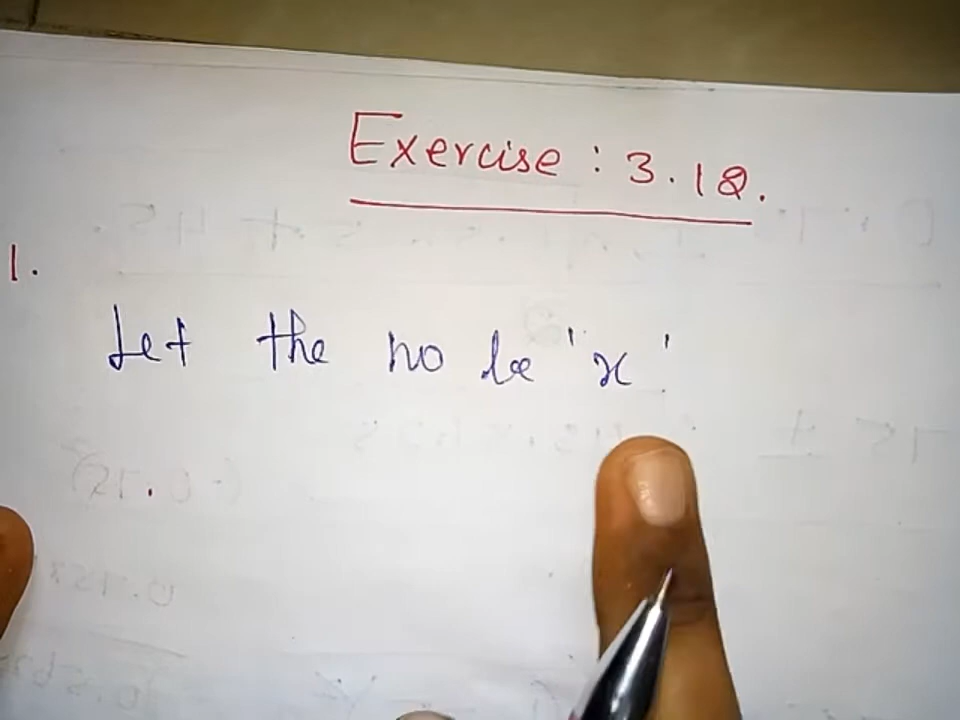 Exercise : 3.18.
1.
Let the no be 'x'